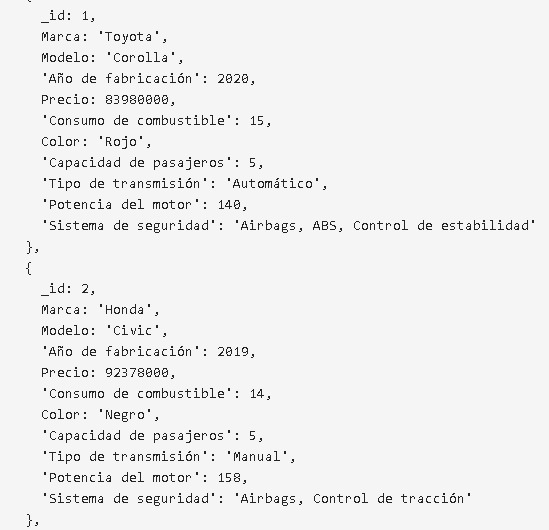 {
_id: 1,
Marca: 'Toyota',
Modelo: 'Corolla',
'Año de fabricación': 2020,
Precio: 83980000,
'Consumo de combustible': 15,
Color: 'Rojo',
'Capacidad de pasajeros': 5,
'Tipo de transmisión': 'Automático',
'Potencia del motor': 140,
'Sistema de seguridad': 'Airbags, ABS, Control de estabilidad'
},
{
_id: 2,
Marca: 'Honda',
Modelo: 'Civic',
'Año de fabricación': 2019,
Precio: 92378000,
'Consumo de combustible': 14,
Color: 'Negro',
'Capacidad de pasajeros': 5,
'Tipo de transmisión': 'Manual',
'Potencia del motor': 158,
'Sistema de seguridad': 'Airbags, Control de tracción'
},